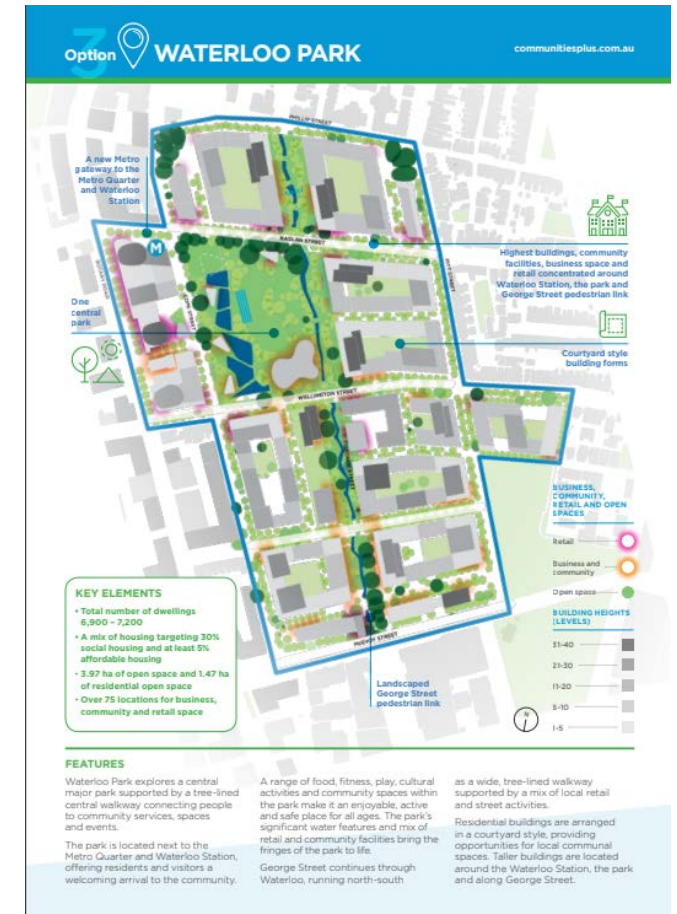 3
Option
WATERLOO PARK
communitiesplus.com.au
PHILLIP STREET
A new Metro
gateway to the
Metro Quarter
and Waterloo
Station
M
RAGLAN STREET
BOTANY ROAD
COPE STREET
PITT STREET
Highest buildings, community
facilities, business space and
retail concentrated around
Waterloo Station, the park and
George Street pedestrian link
One
central
park
Courtyard style
building forms
WELLINGTON STREET
STREET
BUSINESS,
COMMUNITY,
RETAIL AND OPEN
SPACES
Retail
Business and
community
Open space
BUILDING HEIGHTS
(LEVELS)
31-40
21-30
11-20
5-10
1-5
N
MCEVOY STREET
Landscaped
George Street
pedestrian link
KEY ELEMENTS
• Total number of dwellings
6,900 – 7,200
• A mix of housing targeting 30%
social housing and at least 5%
affordable housing
• 3.97 ha of open space and 1.47 ha
of residential open space
• Over 75 locations for business,
community and retail space
FEATURES
Waterloo Park explores a central
major park supported by a tree-lined
central walkway connecting people
to community services, spaces
and events.
The park is located next to the
Metro Quarter and Waterloo Station,
offering residents and visitors a
welcoming arrival to the community.
A range of food, fitness, play, cultural
activities and community spaces within
the park make it an enjoyable, active
and safe place for all ages. The park's
significant water features and mix of
retail and community facilities bring the
fringes of the park to life.
George Street continues through
Waterloo, running north-south
as a wide, tree-lined walkway
supported by a mix of local retail
and street activities.
Residential buildings are arranged
in a courtyard style, providing
opportunities for local communal
spaces. Taller buildings are located
around the Waterloo Station, the park
and along George Street.